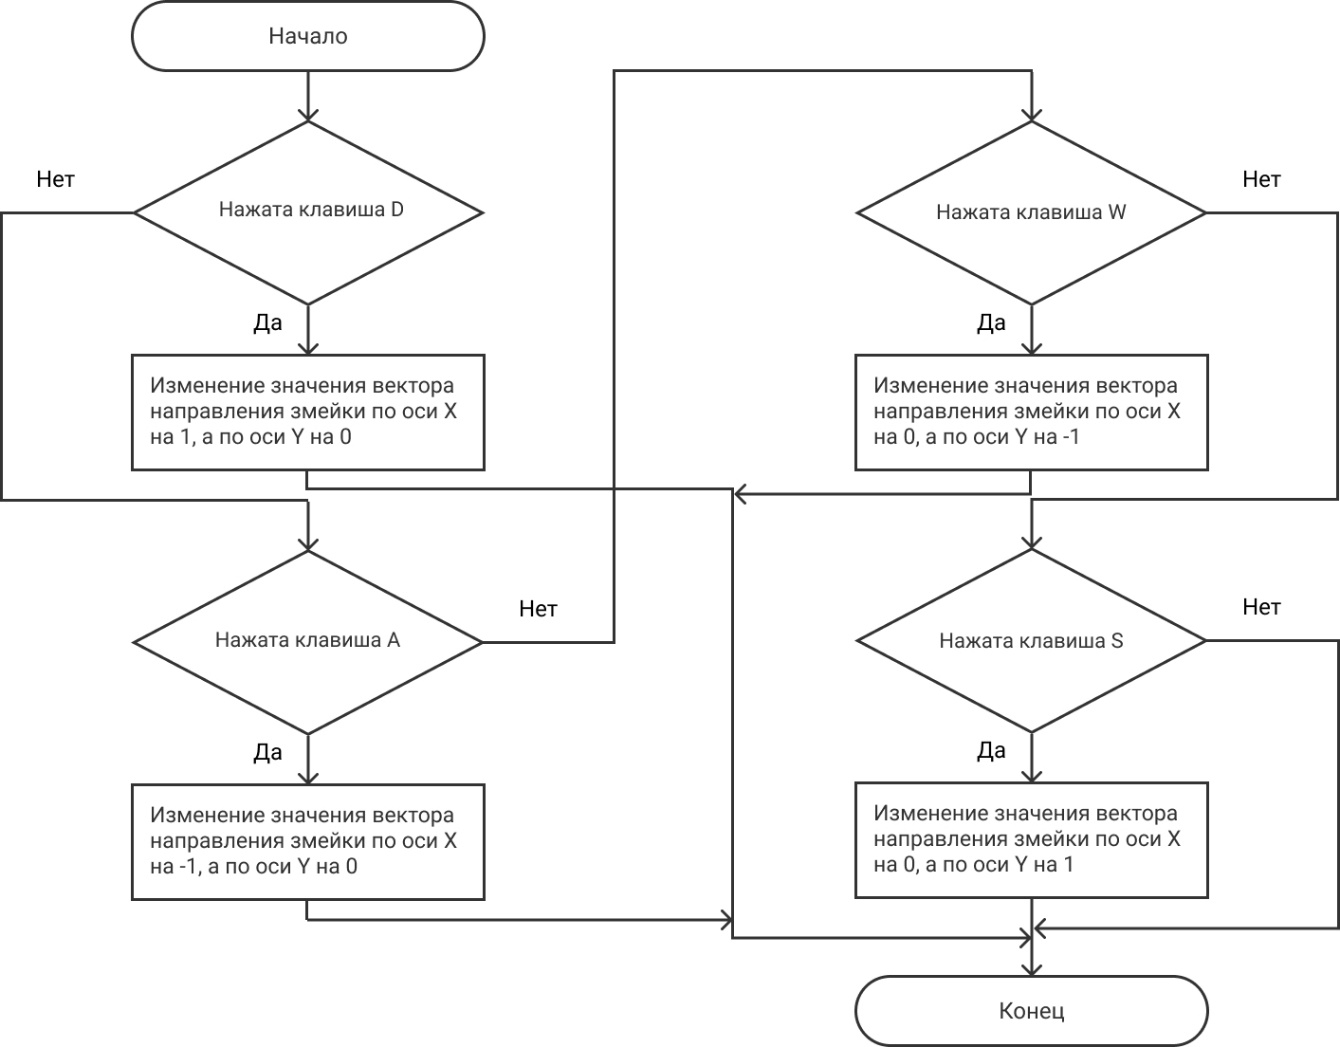 Начало
Нет
Нажата клавиша D
Да
Изменение значения вектора
направления змейки по оси X
на 1, а по оси Y на 0
Нажата клавиша A
Нет
Да
Изменение значения вектора
направления змейки по оси X
на -1, а по оси Y на 0
Нажата клавиша W
Нет
Да
Изменение значения вектора
направления змейки по оси X
на 0, а по оси Y на -1
Нажата клавиша S
Нет
Да
Изменение значения вектора
направления змейки по оси X
на 0, а по оси Y на 1
Конец